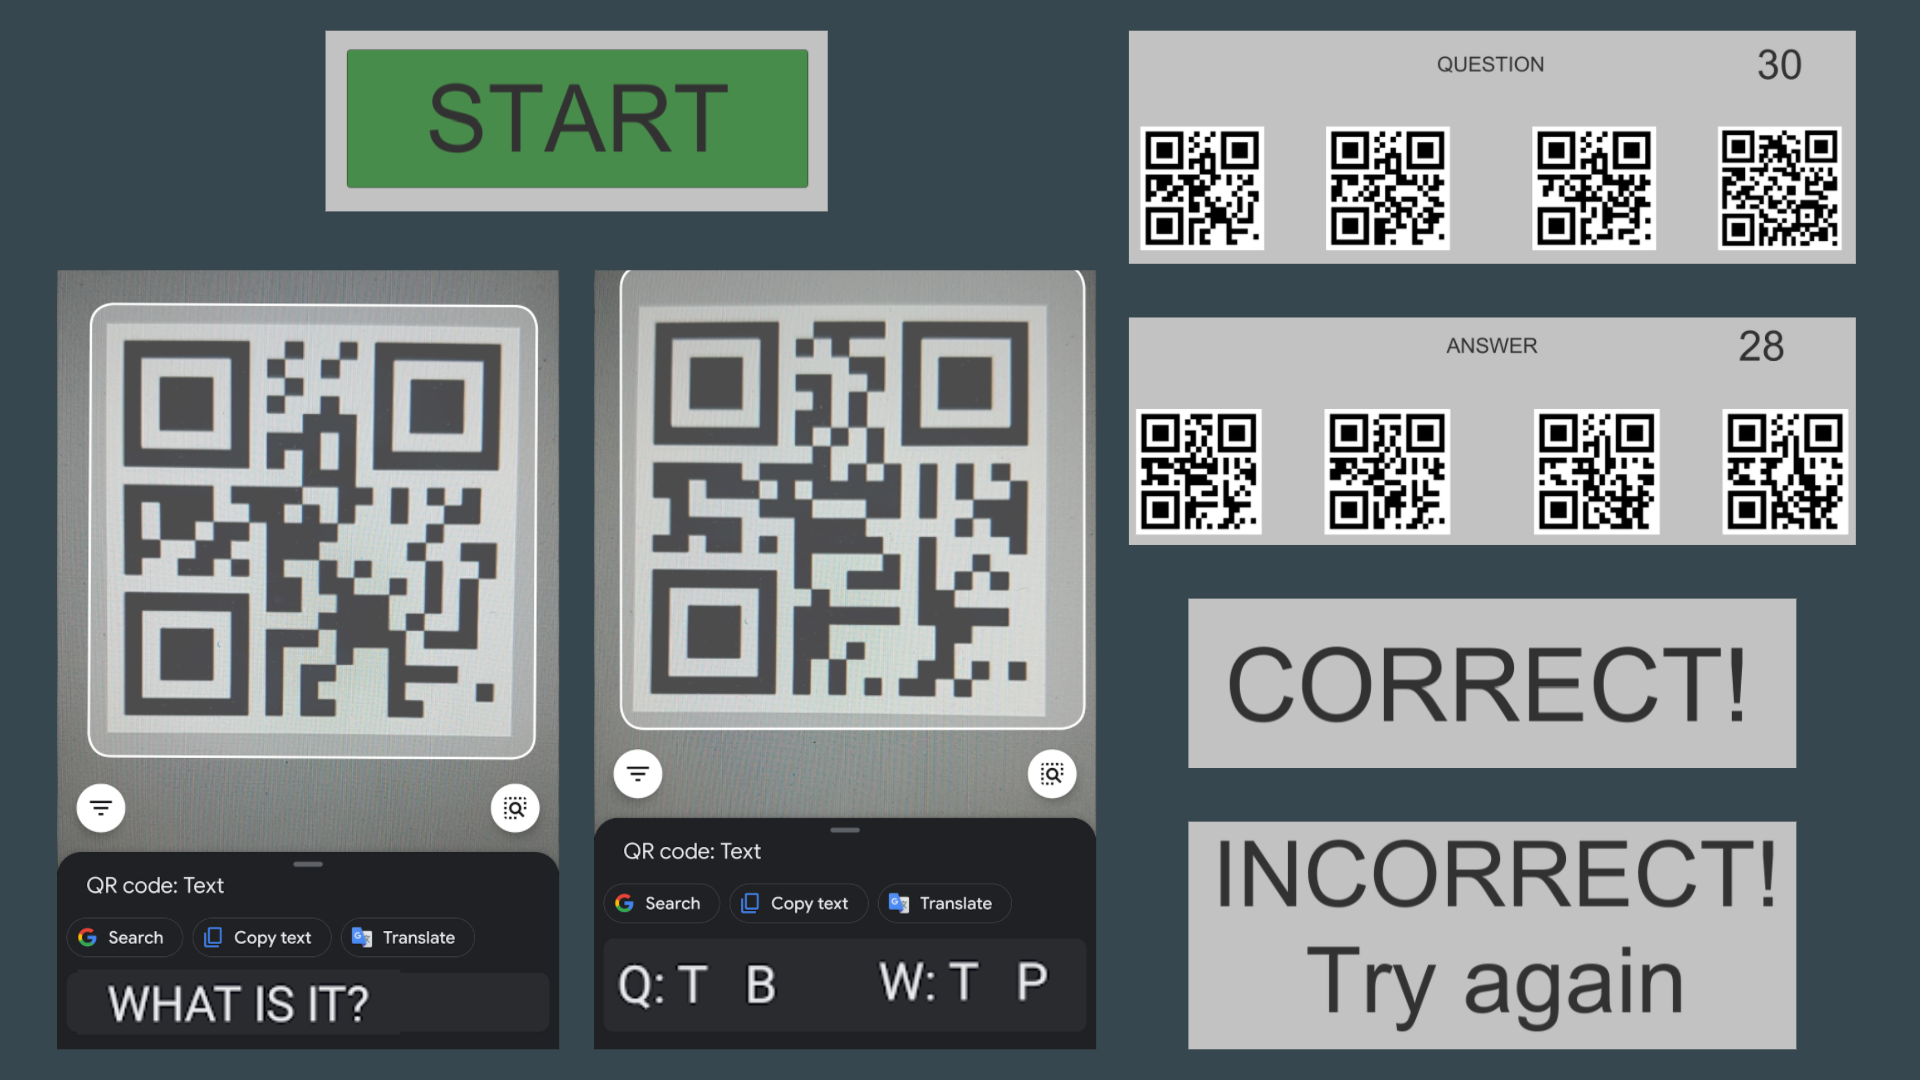 START
QUESTION 30
ANSWER 28
QR code: Text
Search Copy text Translate
WHAT IS IT?
QR code: Text
Search Copy text Translate
Q: T B W: T P
CORRECT!
INCORRECT!
Try again